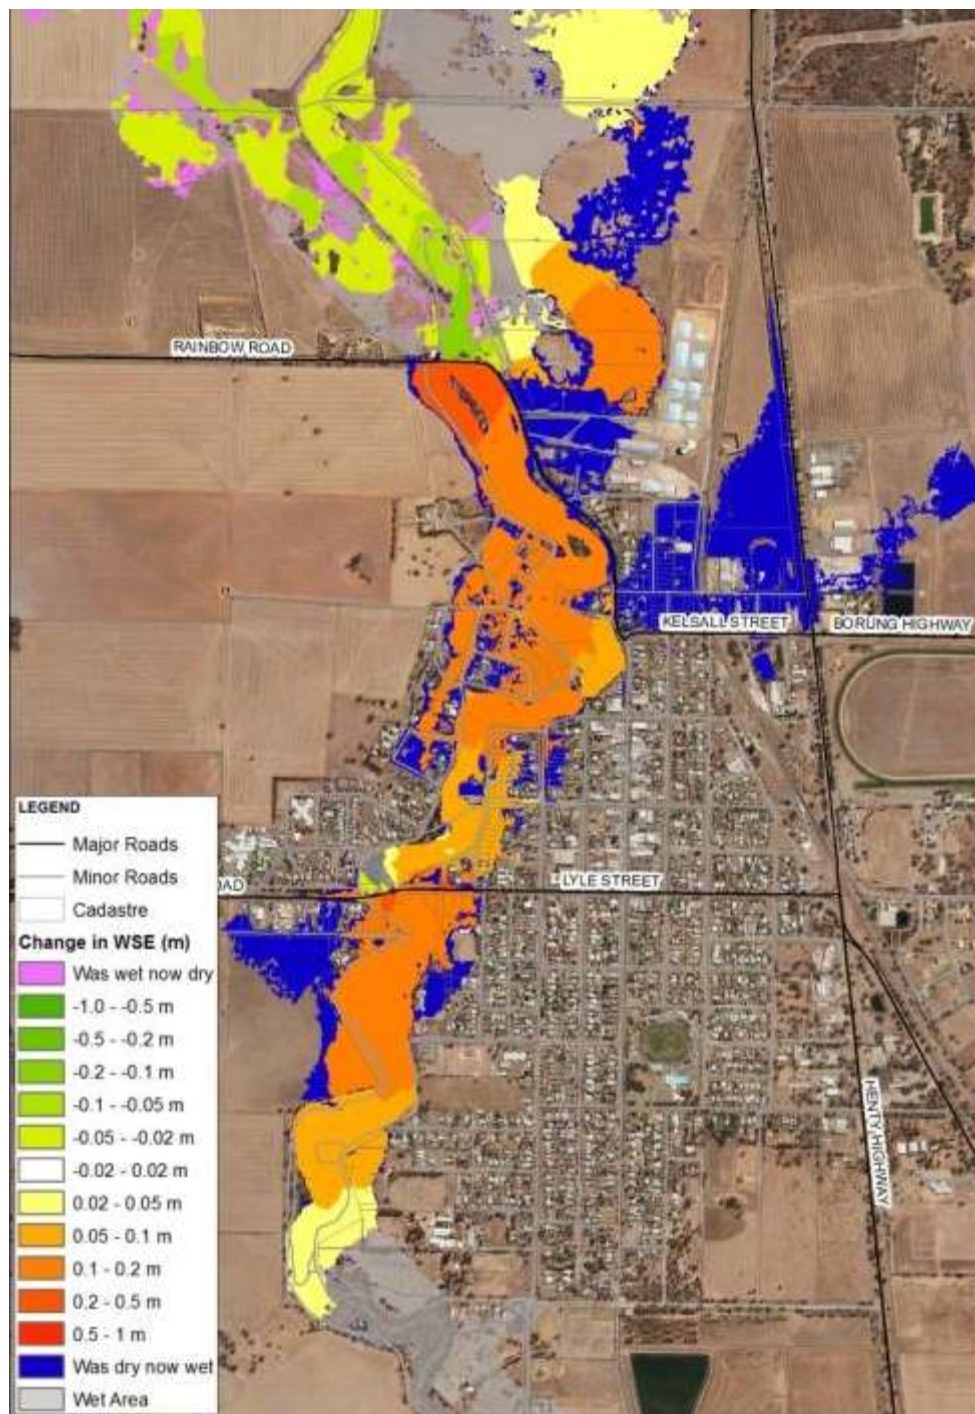 RAINBOW ROAD
KELSALL STREET
BORUNG HIGHWAY
LYLE STREET
HENTY HIGHWAY
LEGEND
Major Roads
Minor Roads
Cadastre
Change in WSE (m)
Was wet now dry
-1.0 - -0.5 m
-0.5 - -0.2 m
-0.2 - -0.1 m
-0.1 - -0.05 m
-0.05 - -0.02 m
-0.02 - 0.02 m
0.02 - 0.05 m
0.05 - 0.1 m
0.1 - 0.2 m
0.2 - 0.5 m
0.5 - 1 m
Was dry now wet
Wet Area